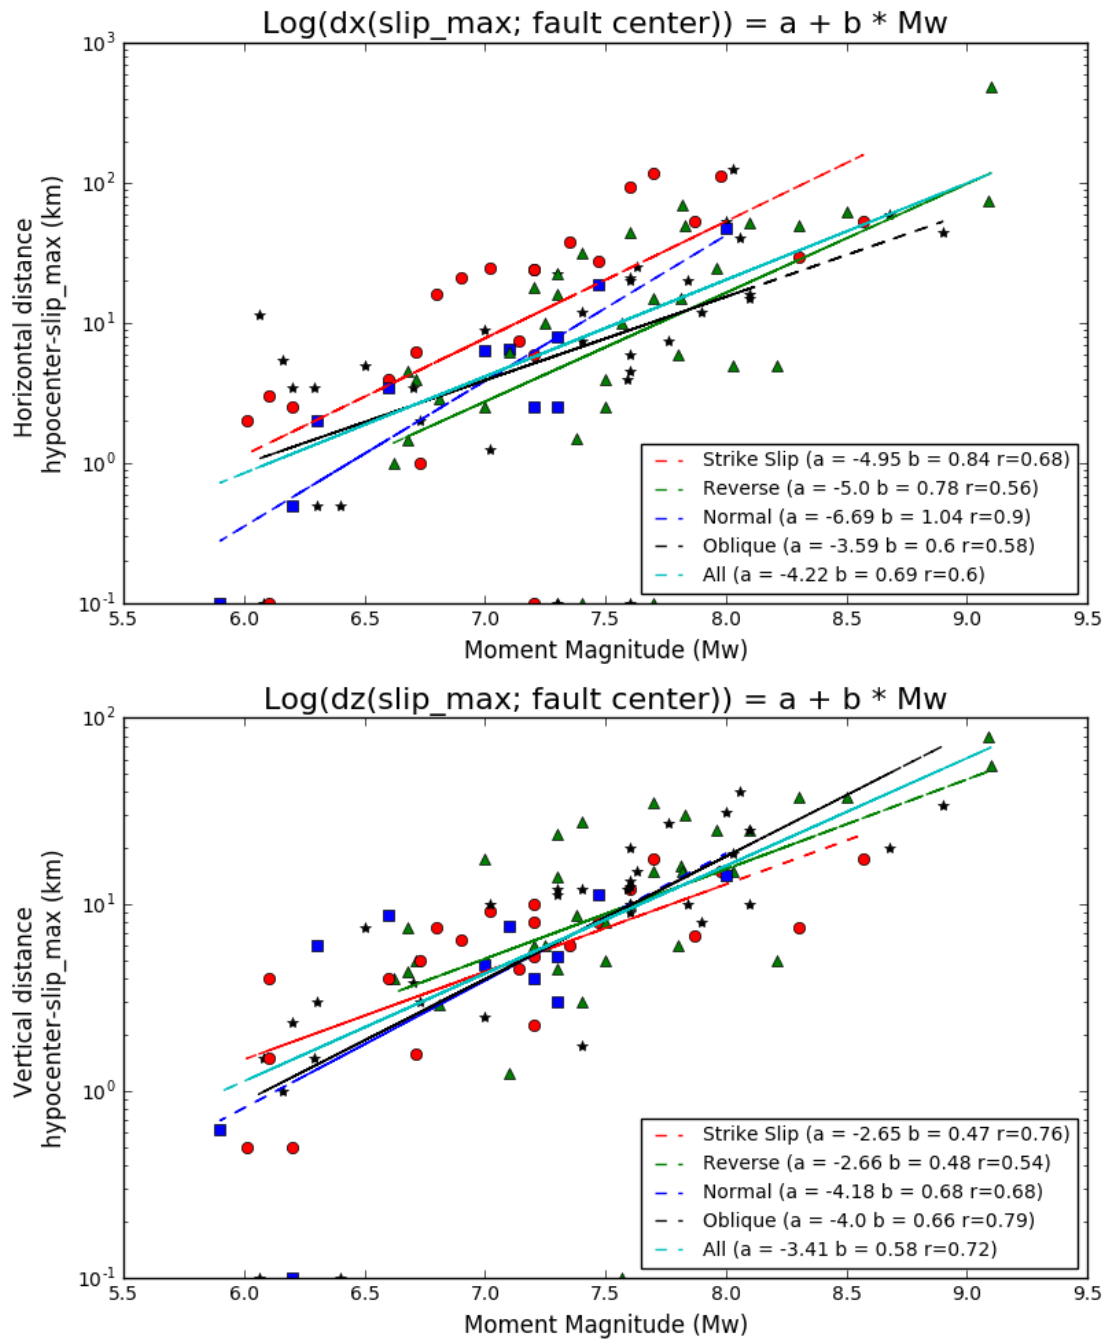 Log(dx(slip_max; fault center)) = a + b * Mw
10^3
10^2
10^1
10^0
10^-1
Horizontal distance
hypocenter-slip_max (km)
Strike Slip (a = -4.95 b = 0.84 r=0.68)
Reverse (a = -5.0 b = 0.78 r=0.56)
Normal (a = -6.69 b = 1.04 r=0.9)
Oblique (a = -3.59 b = 0.6 r=0.58)
All (a = -4.22 b = 0.69 r=0.6)
5.5 6.0 6.5 7.0 7.5 8.0 8.5 9.0 9.5
Moment Magnitude (Mw)
Log(dz(slip_max; fault center)) = a + b * Mw
10^2
10^1
10^0
10^-1
Vertical distance
hypocenter-slip_max (km)
Strike Slip (a = -2.65 b = 0.47 r=0.76)
Reverse (a = -2.66 b = 0.48 r=0.54)
Normal (a = -4.18 b = 0.68 r=0.68)
Oblique (a = -4.0 b = 0.66 r=0.79)
All (a = -3.41 b = 0.58 r=0.72)
5.5 6.0 6.5 7.0 7.5 8.0 8.5 9.0 9.5
Moment Magnitude (Mw)